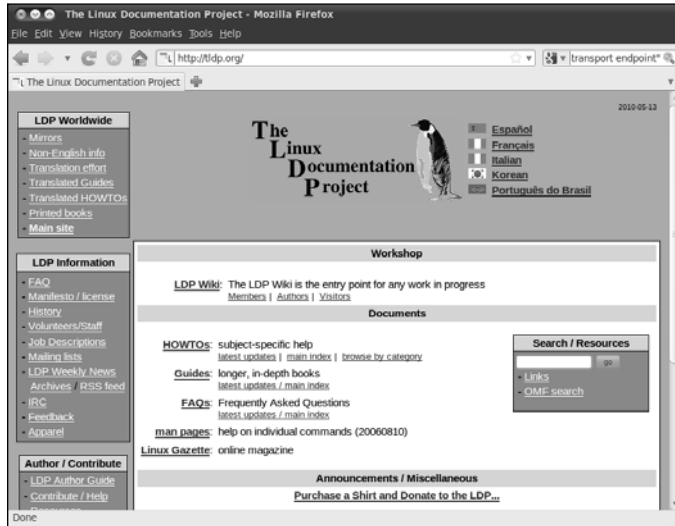 The Linux Documentation Project - Mozilla Firefox
File Edit View History Bookmarks Tools Help
http://tldp.org/
transport endpoint"
The Linux Documentation Project
2010-05-13
LDP Worldwide
- Mirrors
- Non-English info
- Translation effort
- Translated Guides
- Translated HOWTOs
- Printed books
- Main site
The
Linux
Documentation
Project
Español
Français
Italian
Korean
Português do Brasil
LDP Information
- FAQ
- Manifesto / license
- History
- Volunteers/Staff
- Job Descriptions
- Mailing lists
- LDP Weekly News
Archives / RSS feed
- IRC
- Feedback
- Apparel
Author / Contribute
- LDP Author Guide
- Contribute / Help
Workshop
LDP Wiki: The LDP Wiki is the entry point for any work in progress
Members | Authors | Visitors
Documents
HOWTOs: subject-specific help
latest updates | main index | browse by category
Guides: longer, in-depth books
latest updates / main index
FAQs: Frequently Asked Questions
latest updates / main index
man pages: help on individual commands (20060810)
Linux Gazette: online magazine
Search / Resources
go
- Links
- OMF search
Announcements / Miscellaneous
Purchase a Shirt and Donate to the LDP...
Done